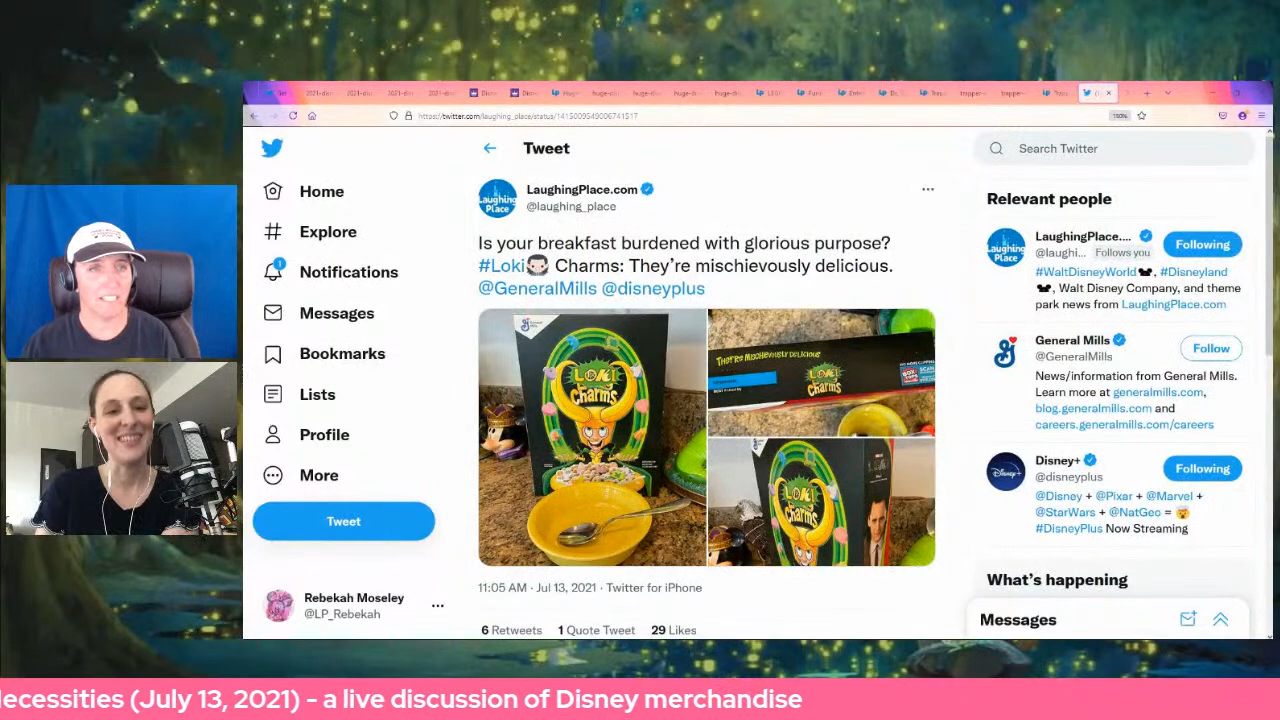 https://twitter.com/laughing_place/status/1415009549006741517
150%
Home
Explore
1
Notifications
Messages
Bookmarks
Lists
Profile
More
Tweet
Rebekah Moseley
@LP_Rebekah
Tweet
LaughingPlace.com
@laughing_place
Is your breakfast burdened with glorious purpose?
#Loki Charms: They're mischievously delicious.
@GeneralMills @disneyplus
Laughing
Place
LOKI
Charms
THEY'RE MISCHIEVOUSLY DELICIOUS
LOKI
Charms
LOKI
Charms
11:05 AM · Jul 13, 2021 · Twitter for iPhone
6 Retweets 1 Quote Tweet 29 Likes
Search Twitter
Relevant people
LaughingPlace....
@laughi... Follows you
Following
#WaltDisneyWorld , #Disneyland
, Walt Disney Company, and theme
park news from LaughingPlace.com
General Mills
@GeneralMills
Follow
News/information from General Mills.
Learn more at generalmills.com,
blog.generalmills.com and
careers.generalmills.com/careers
Disney+
@disneyplus
Following
@Disney + @Pixar + @Marvel +
@StarWars + @NatGeo =
#DisneyPlus Now Streaming
What's happening
Messages
ecessities (July 13, 2021) - a live discussion of Disney merchandise